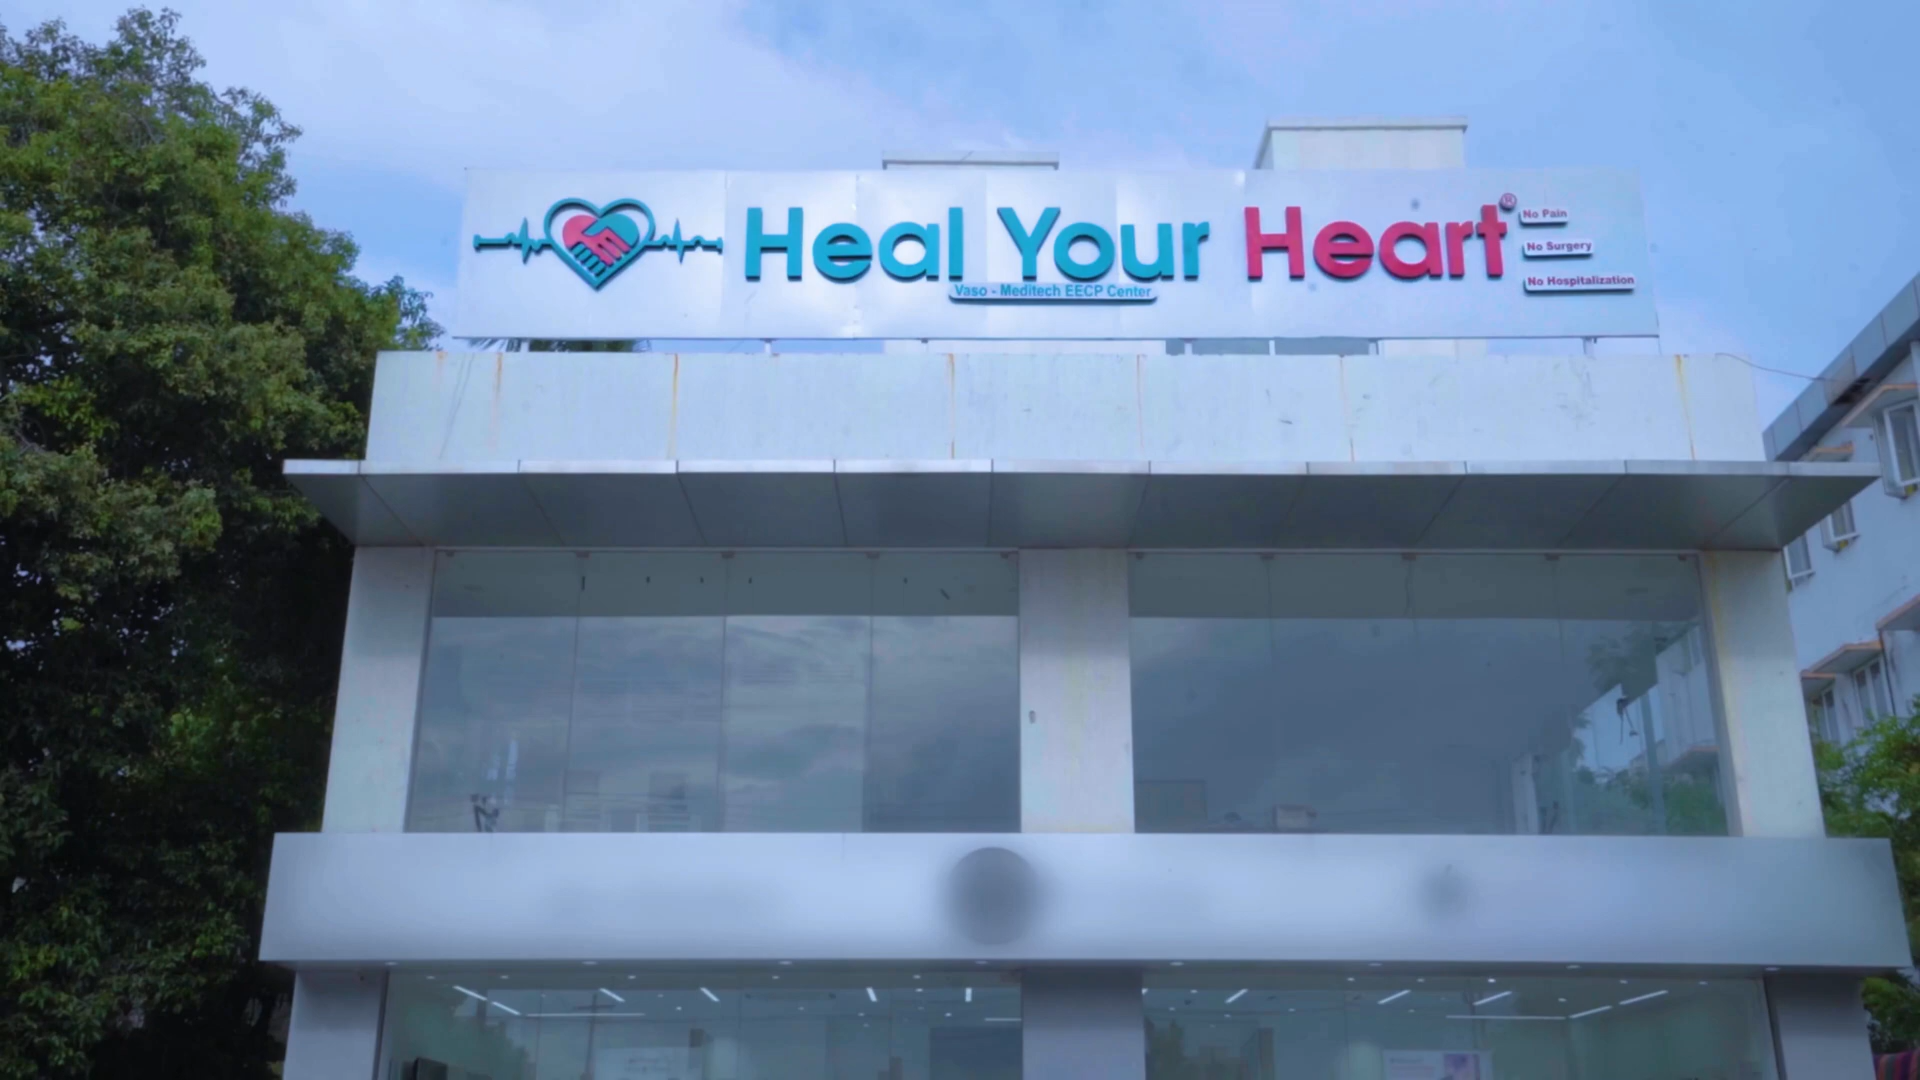 Heal Your Heart®
Vaso - Meditech EECP Center
No Pain
No Surgery
No Hospitalization